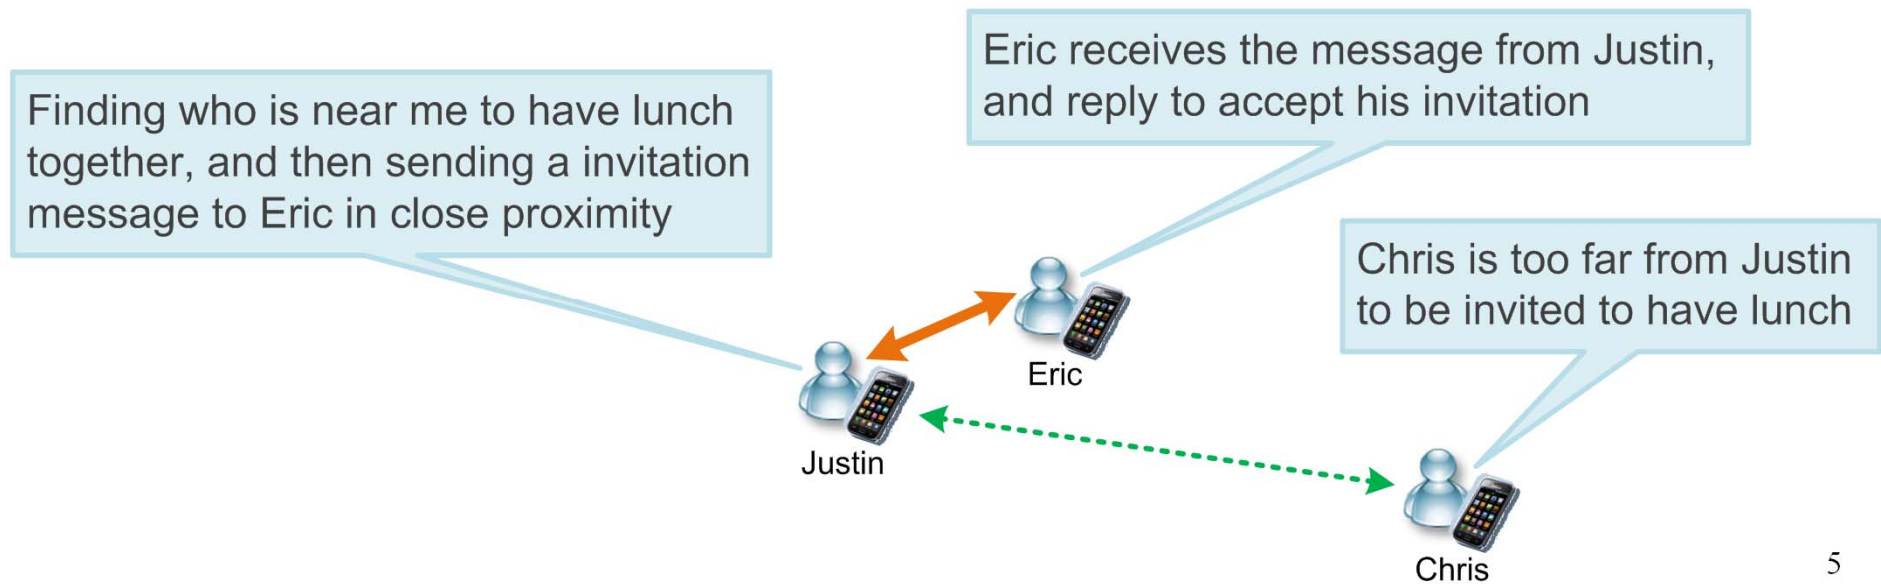 Finding who is near me to have lunch
together, and then sending a invitation
message to Eric in close proximity
Eric receives the message from Justin,
and reply to accept his invitation
Chris is too far from Justin
to be invited to have lunch
Eric
Justin
Chris
5